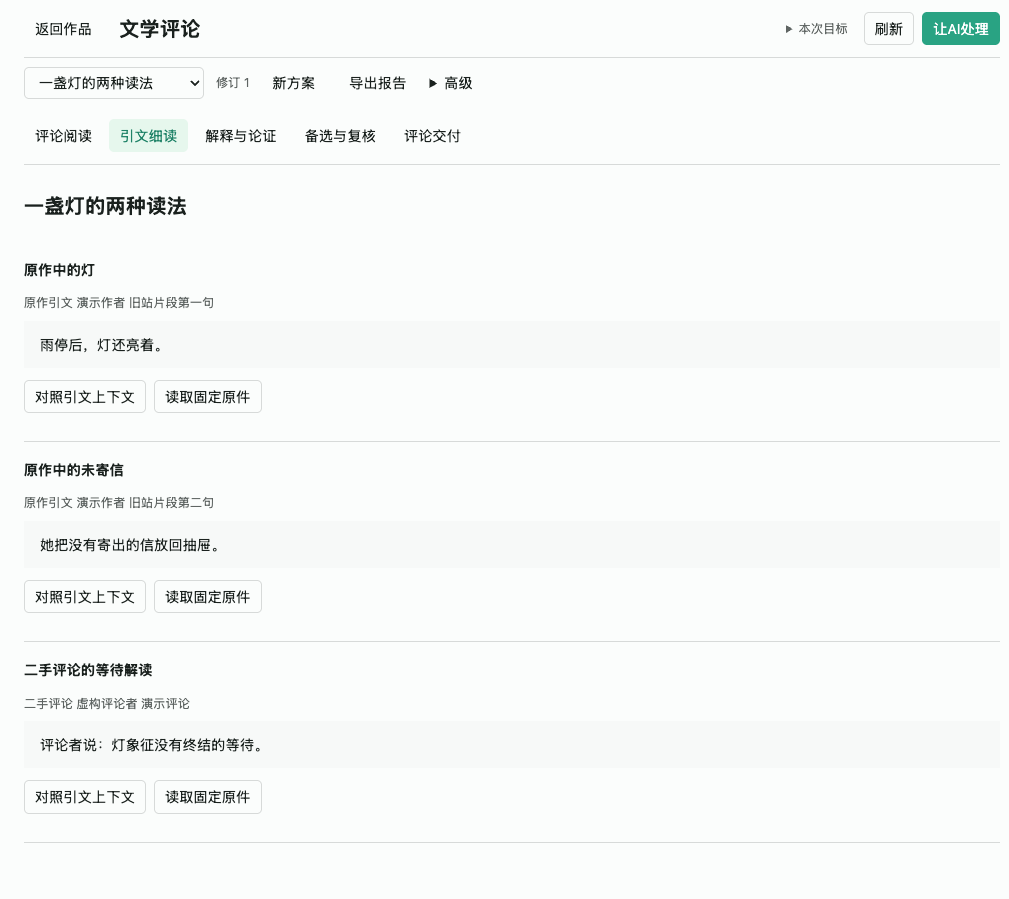 返回作品 文学评论 ▶ 本次目标 刷新 让AI处理
一盏灯的两种读法 修订 1 新方案 导出报告 ▶ 高级
评论阅读 引文细读 解释与论证 备选与复核 评论交付
一盏灯的两种读法
原作中的灯
原作引文 演示作者 旧站片段第一句
雨停后，灯还亮着。
对照引文上下文 读取固定原件
原作中的未寄信
原作引文 演示作者 旧站片段第二句
她把没有寄出的信放回抽屉。
对照引文上下文 读取固定原件
二手评论的等待解读
二手评论 虚构评论者 演示评论
评论者说：灯象征没有终结的等待。
对照引文上下文 读取固定原件